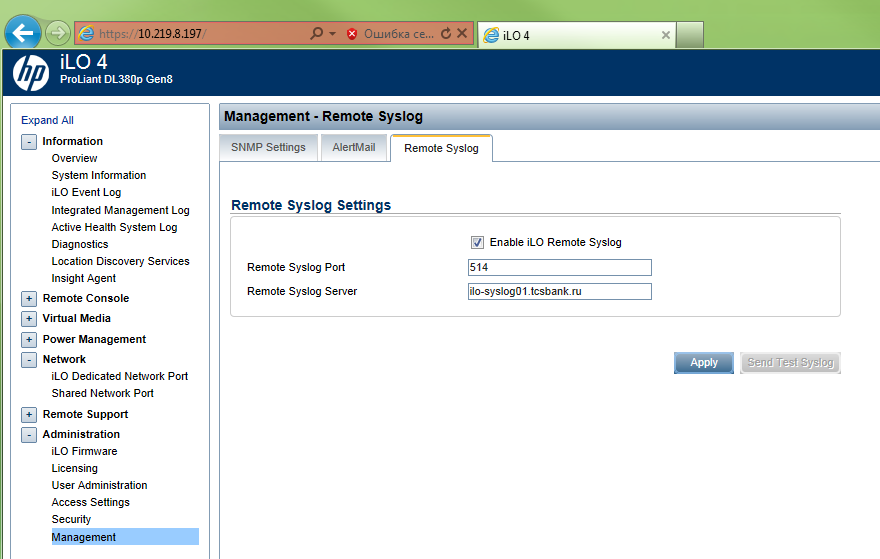 https://10.219.8.197/
Ошибка се...
iLO 4
hp
iLO 4
ProLiant DL380p Gen8
Expand All
- Information
Overview
System Information
iLO Event Log
Integrated Management Log
Active Health System Log
Diagnostics
Location Discovery Services
Insight Agent
+ Remote Console
+ Virtual Media
+ Power Management
- Network
iLO Dedicated Network Port
Shared Network Port
+ Remote Support
- Administration
iLO Firmware
Licensing
User Administration
Access Settings
Security
Management
Management - Remote Syslog
SNMP Settings
AlertMail
Remote Syslog
Remote Syslog Settings
Enable iLO Remote Syslog
Remote Syslog Port 514
Remote Syslog Server ilo-syslog01.tcsbank.ru
Apply
Send Test Syslog